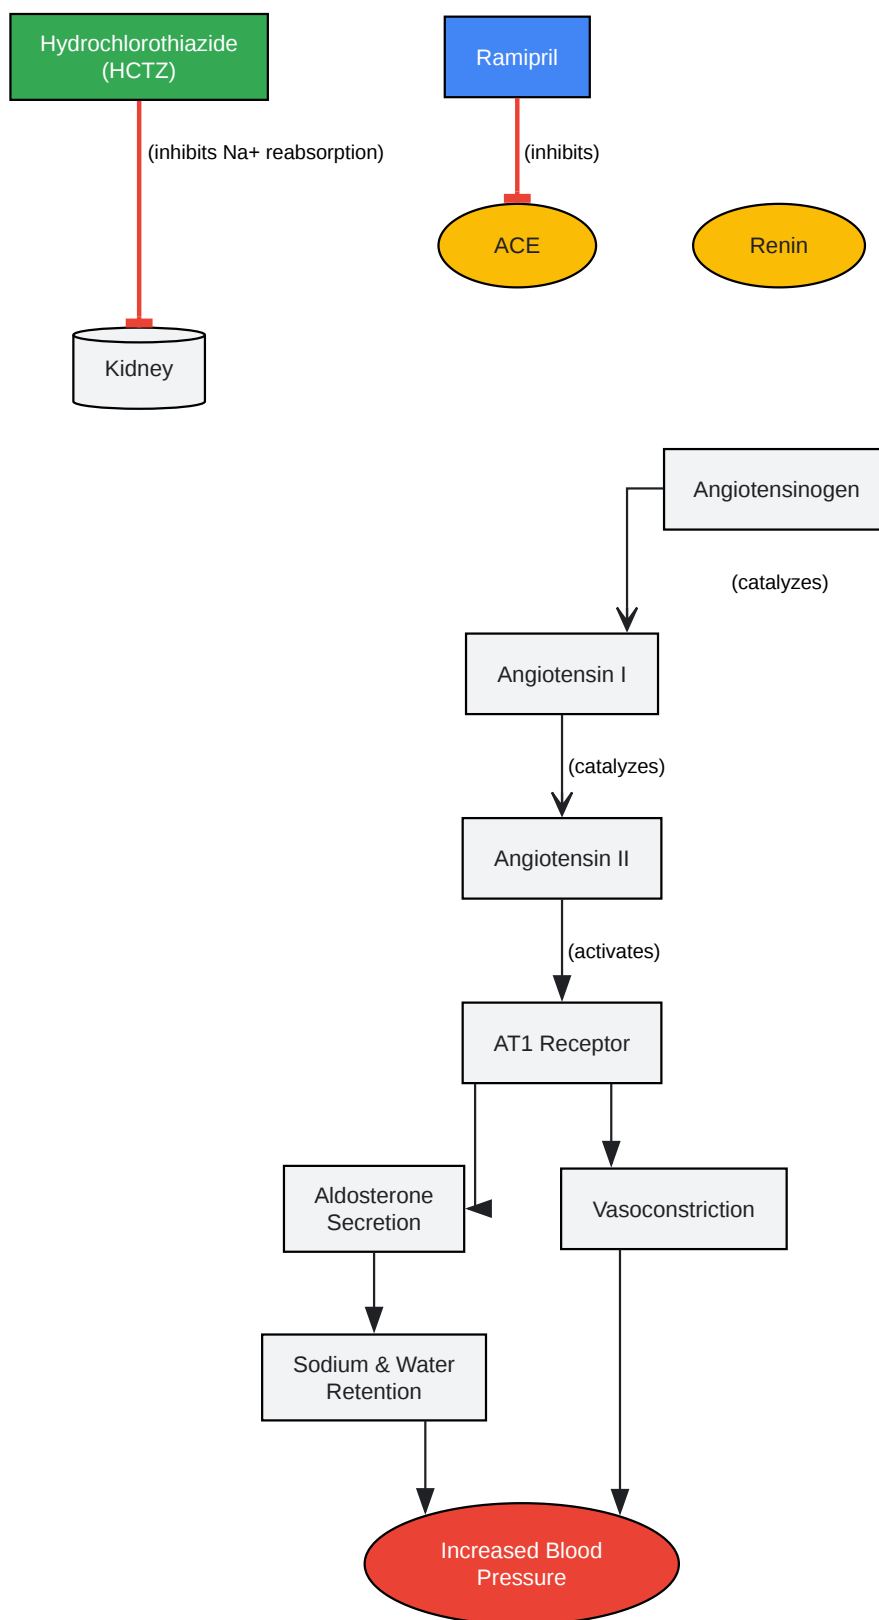 Hydrochlorothiazide
(HCTZ)
Ramipril
(inhibits Na+ reabsorption)
(inhibits)
ACE
Renin
Kidney
Angiotensinogen
(catalyzes)
Angiotensin I
(catalyzes)
Angiotensin II
(activates)
AT1 Receptor
Aldosterone
Secretion
Vasoconstriction
Sodium & Water
Retention
Increased Blood
Pressure